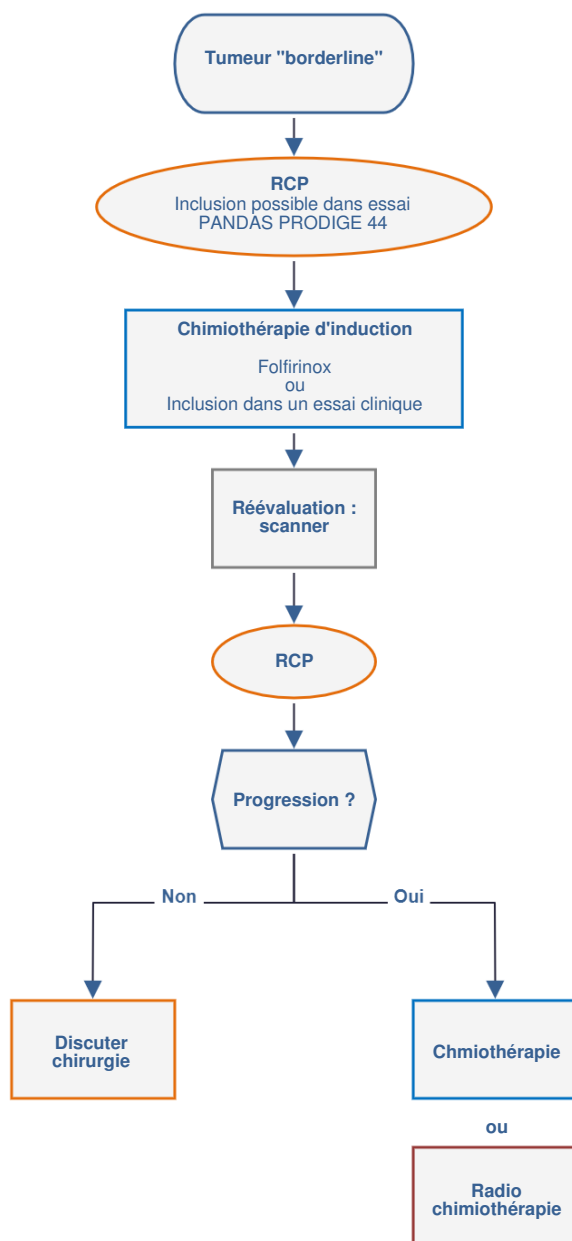 Tumeur "borderline"
RCP
Inclusion possible dans essai
PANDAS PRODIGE 44
Chimiothérapie d'induction
Folfirinox
ou
Inclusion dans un essai clinique
Réévaluation :
scanner
RCP
Progression ?
Non
Oui
Discuter
chirurgie
Chmiothérapie
ou
Radio
chimiothérapie